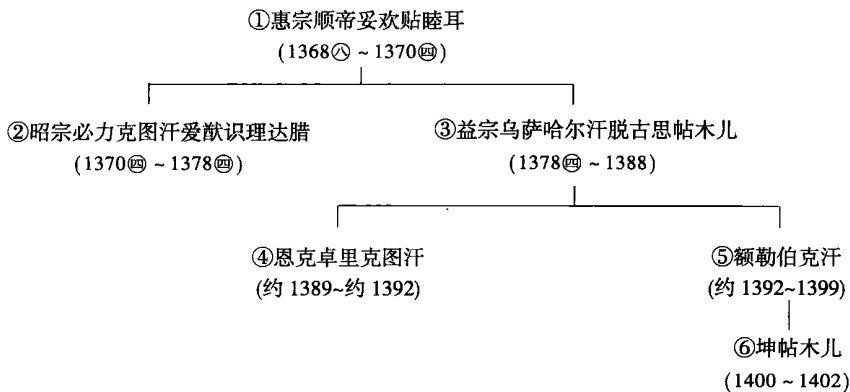 ①惠宗顺帝妥欢贴睦耳
(1368㊇ ~ 1370㊃)
②昭宗必力克图汗爱猷识理达腊
(1370㊃ ~ 1378㊃)
③益宗乌萨哈尔汗脱古思帖木儿
(1378㊃ ~ 1388)
④恩克卓里克图汗
(约 1389~约 1392)
⑤额勒伯克汗
(约 1392~1399)
⑥坤帖木儿
(1400 ~ 1402)